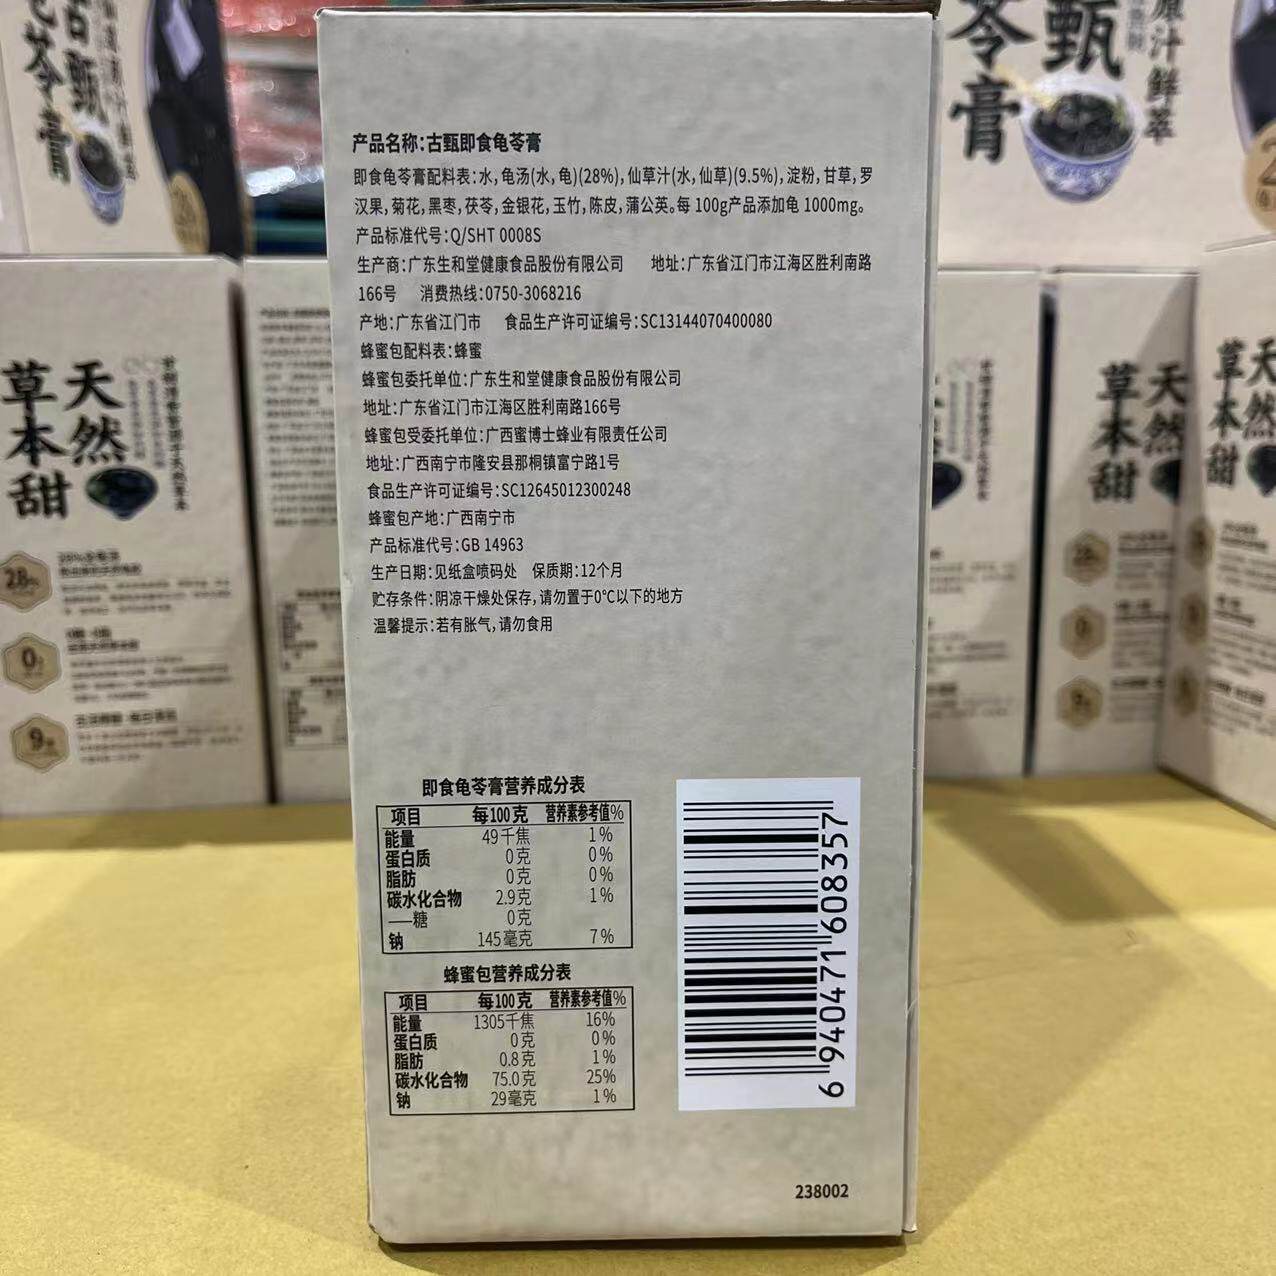 产品名称:古甄即食龟苓膏
即食龟苓膏配料表:水,龟汤(水,龟)(28%),仙草汁(水,仙草)(9.5%),淀粉,甘草,罗
汉果,菊花,黑枣,茯苓,金银花,玉竹,陈皮,蒲公英。每 100g产品添加龟 1000mg。
产品标准代号:Q/SHT 0008S
生产商:广东生和堂健康食品股份有限公司 地址:广东省江门市江海区胜利南路
166号 消费热线:0750-3068216
产地:广东省江门市 食品生产许可证编号:SC13144070400080
蜂蜜包配料表:蜂蜜
蜂蜜包委托单位:广东生和堂健康食品股份有限公司
地址:广东省江门市江海区胜利南路166号
蜂蜜包受委托单位:广西蜜博士蜂业有限责任公司
地址:广西南宁市隆安县那桐镇富宁路1号
食品生产许可证编号:SC12645012300248
蜂蜜包产地:广西南宁市
产品标准代号:GB 14963
生产日期:见纸盒喷码处 保质期:12个月
贮存条件:阴凉干燥处保存,请勿置于0℃以下的地方
温馨提示:若有胀气,请勿食用
即食龟苓膏营养成分表
项目 每100克 营养素参考值%
能量 49千焦 1%
蛋白质 0克 0%
脂肪 0克 0%
碳水化合物 2.9克 1%
——糖 0克
钠 145毫克 7%
蜂蜜包营养成分表
项目 每100克 营养素参考值%
能量 1305千焦 16%
蛋白质 0克 0%
脂肪 0.8克 1%
碳水化合物 75.0克 25%
钠 29毫克 1%
6 940471 608357
238002
天然
草本甜
28%
0
9
古甄
苓膏
甄
苓膏
原汁鲜萃
天然
草本甜
28
0
9
天然
草本甜